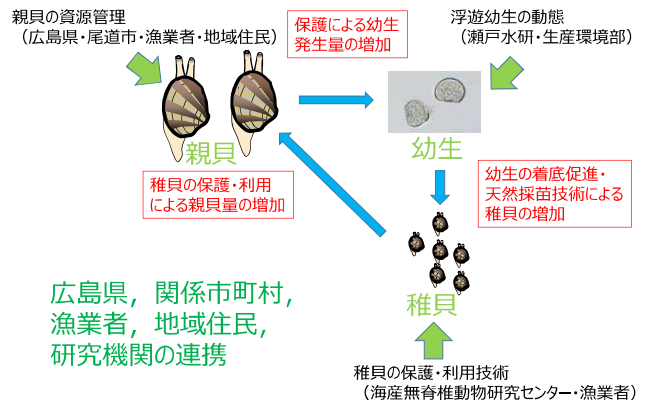 親貝の資源管理
（広島県・尾道市・漁業者・地域住民）
保護による幼生
発生量の増加
浮遊幼生の動態
（瀬戸水研・生産環境部）
親貝
幼生
稚貝の保護・利用
による親貝量の増加
幼生の着底促進・
天然採苗技術による
稚貝の増加
稚貝
広島県，関係市町村，
漁業者，地域住民，
研究機関の連携
稚貝の保護・利用技術
（海産無脊椎動物研究センター・漁業者）